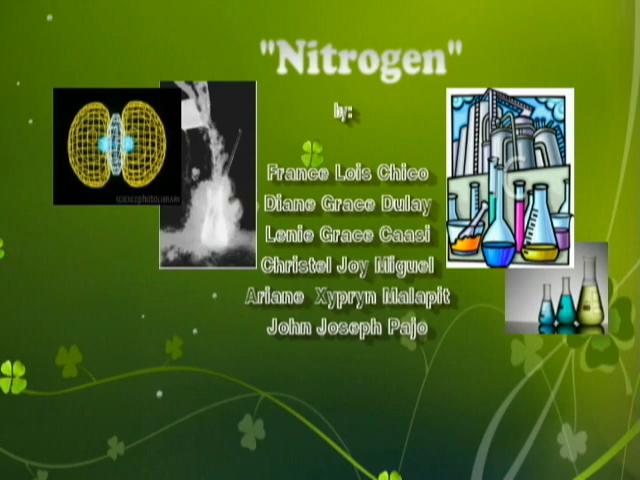 "Nitrogen"
by:
France Lois Chico
Diane Grace Dulay
Lenie Grace Caasi
Christel Joy Miguel
Ariane Xypryn Malapit
John Joseph Pajo
SCIENCEphotoLIBRARY